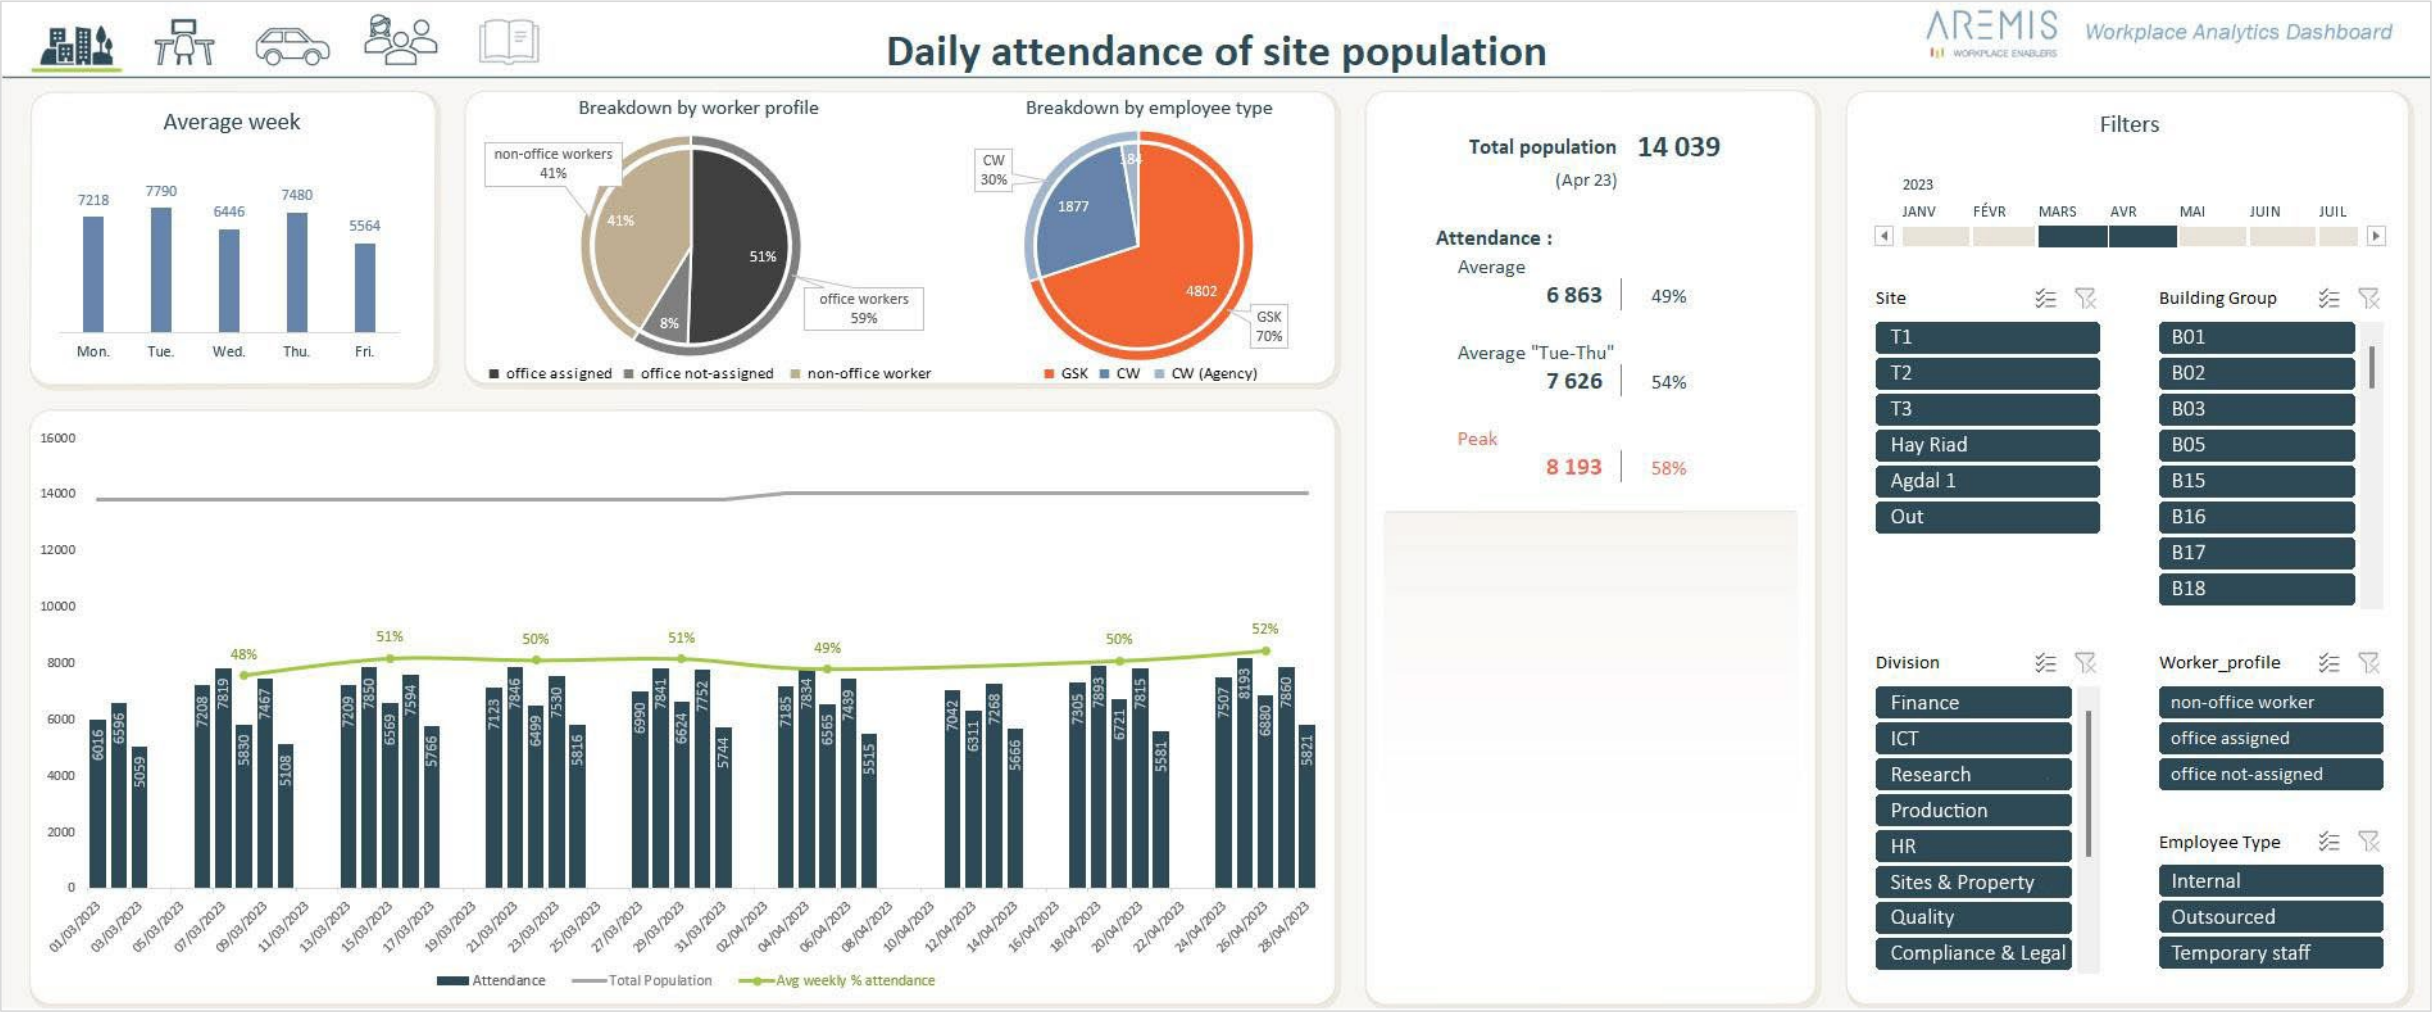 Daily attendance of site population
AREMIS
WORKPLACE ENABLERS
Workplace Analytics Dashboard
Average week
7218
7790
6446
7480
5564
Mon.
Tue.
Wed.
Thu.
Fri.
Breakdown by worker profile
non-office workers
41%
41%
51%
8%
office workers
59%
office assigned
office not-assigned
non-office worker
Breakdown by employee type
CW
30%
184
1877
4802
GSK
70%
GSK
CW
CW (Agency)
Total population 14 039
(Apr 23)
Attendance :
Average
6 863 49%
Average "Tue-Thu"
7 626 54%
Peak
8 193 58%
Filters
2023
JANV FÉVR MARS AVR MAI JUIN JUIL
Site
T1
T2
T3
Hay Riad
Agdal 1
Out
Building Group
B01
B02
B03
B05
B15
B16
B17
B18
Division
Finance
ICT
Research
Production
HR
Sites & Property
Quality
Compliance & Legal
Worker_profile
non-office worker
office assigned
office not-assigned
Employee Type
Internal
Outsourced
Temporary staff
16000
14000
12000
10000
8000
6000
4000
2000
0
48%
51%
50%
51%
49%
50%
52%
6016
6596
5059
7208
7819
5830
7467
5108
7209
7850
6569
7594
5766
7123
7846
6499
7530
5816
6990
7841
6624
7752
5744
7185
7834
6565
7439
5515
7042
6311
7268
5666
7305
7893
6721
7815
5581
7507
8193
6880
7860
5821
01/03/2023
03/03/2023
05/03/2023
07/03/2023
09/03/2023
11/03/2023
13/03/2023
15/03/2023
17/03/2023
19/03/2023
21/03/2023
23/03/2023
25/03/2023
27/03/2023
29/03/2023
31/03/2023
02/04/2023
04/04/2023
06/04/2023
08/04/2023
10/04/2023
12/04/2023
14/04/2023
16/04/2023
18/04/2023
20/04/2023
22/04/2023
24/04/2023
26/04/2023
28/04/2023
Attendance
Total Population
Avg weekly % attendance